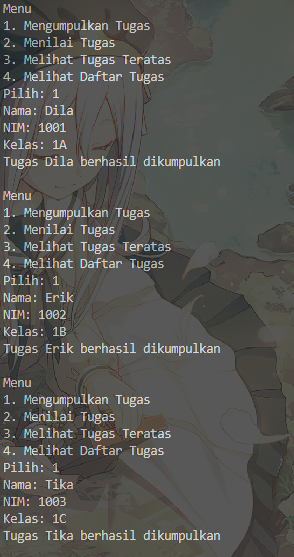 Menu
1. Mengumpulkan Tugas
2. Menilai Tugas
3. Melihat Tugas Teratas
4. Melihat Daftar Tugas
Pilih: 1
Nama: Dila
NIM: 1001
Kelas: 1A
Tugas Dila berhasil dikumpulkan

Menu
1. Mengumpulkan Tugas
2. Menilai Tugas
3. Melihat Tugas Teratas
4. Melihat Daftar Tugas
Pilih: 1
Nama: Erik
NIM: 1002
Kelas: 1B
Tugas Erik berhasil dikumpulkan

Menu
1. Mengumpulkan Tugas
2. Menilai Tugas
3. Melihat Tugas Teratas
4. Melihat Daftar Tugas
Pilih: 1
Nama: Tika
NIM: 1003
Kelas: 1C
Tugas Tika berhasil dikumpulkan